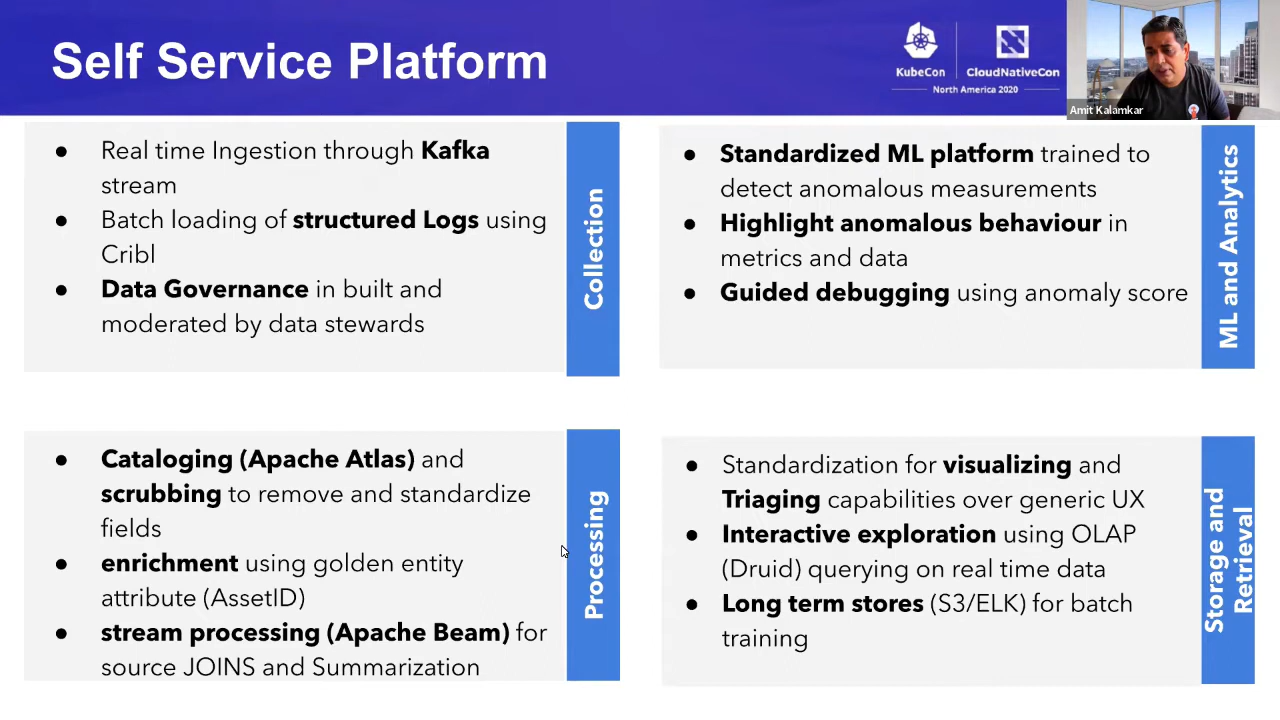 Self Service Platform
KubeCon
CloudNativeCon
North America 2020
Amit Kalamkar
● Real time Ingestion through Kafka
stream
● Batch loading of structured Logs using
Cribl
● Data Governance in built and
moderated by data stewards
Collection
● Standardized ML platform trained to
detect anomalous measurements
● Highlight anomalous behaviour in
metrics and data
● Guided debugging using anomaly score
ML and Analytics
● Cataloging (Apache Atlas) and
scrubbing to remove and standardize
fields
● enrichment using golden entity
attribute (AssetID)
● stream processing (Apache Beam) for
source JOINS and Summarization
Processing
● Standardization for visualizing and
Triaging capabilities over generic UX
● Interactive exploration using OLAP
(Druid) querying on real time data
● Long term stores (S3/ELK) for batch
training
Storage and
Retrieval